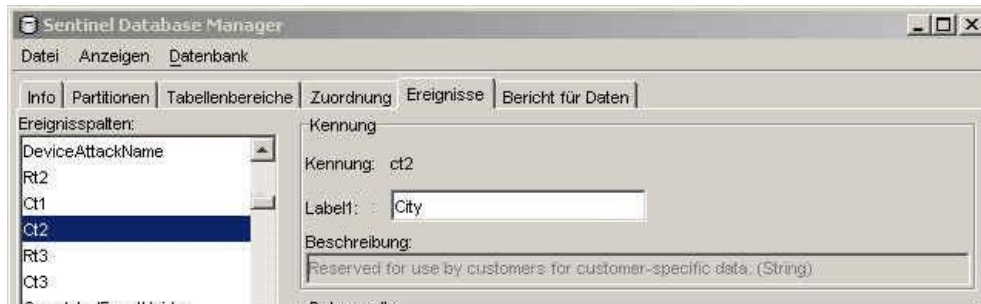 Sentinel Database Manager
Datei Anzeigen Datenbank
Info Partitionen Tabellenbereiche Zuordnung Ereignisse Bericht für Daten
Ereignisspalten:
DeviceAttackName
Rt2
Ct1
Ct2
Rt3
Ct3
Kennung
Kennung: ct2
Label1: : City
Beschreibung:
Reserved for use by customers for customer-specific data. (String)